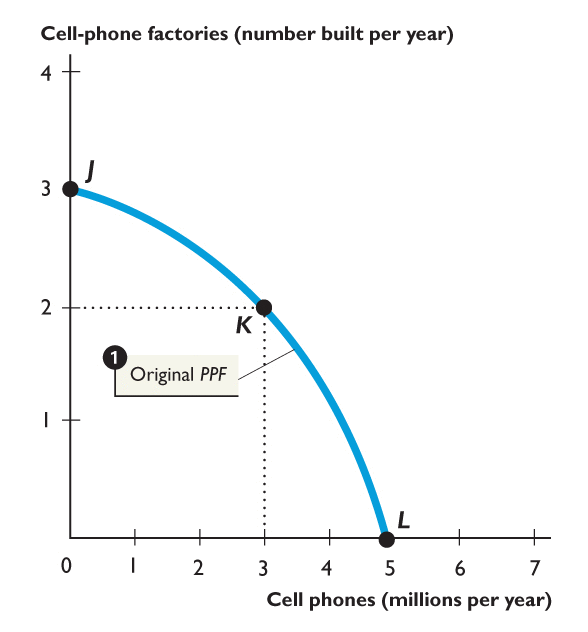 Cell-phone factories (number built per year)
4
J
3
2
K
1
Original PPF
1
L
0 1 2 3 4 5 6 7
Cell phones (millions per year)